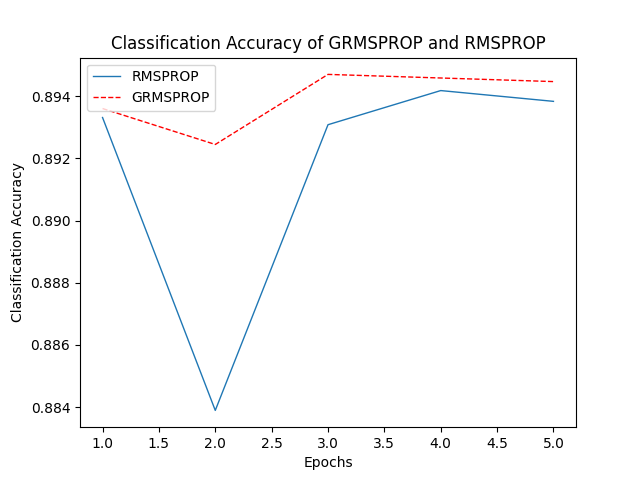 Classification Accuracy of GRMSPROP and RMSPROP
RMSPROP
GRMSPROP
Classification Accuracy
0.894
0.892
0.890
0.888
0.886
0.884
1.0 1.5 2.0 2.5 3.0 3.5 4.0 4.5 5.0
Epochs